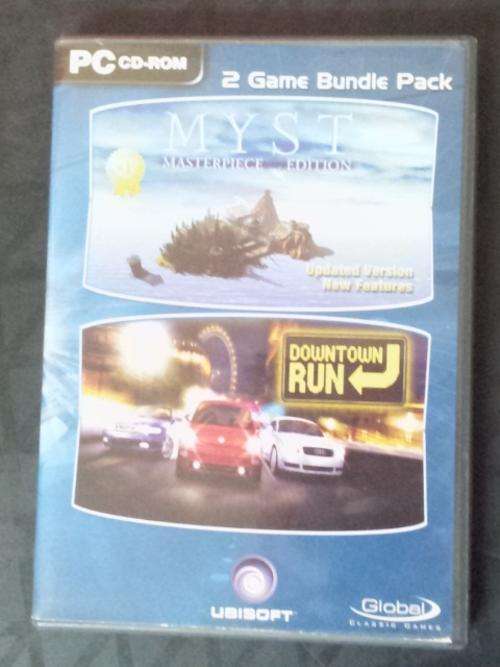 PC CD-ROM
2 Game Bundle Pack
MYST
MASTERPIECE EDITION
Updated Version
New Features
DOWNTOWN
RUN
UBISOFT
Global
CLASSIC GAMES